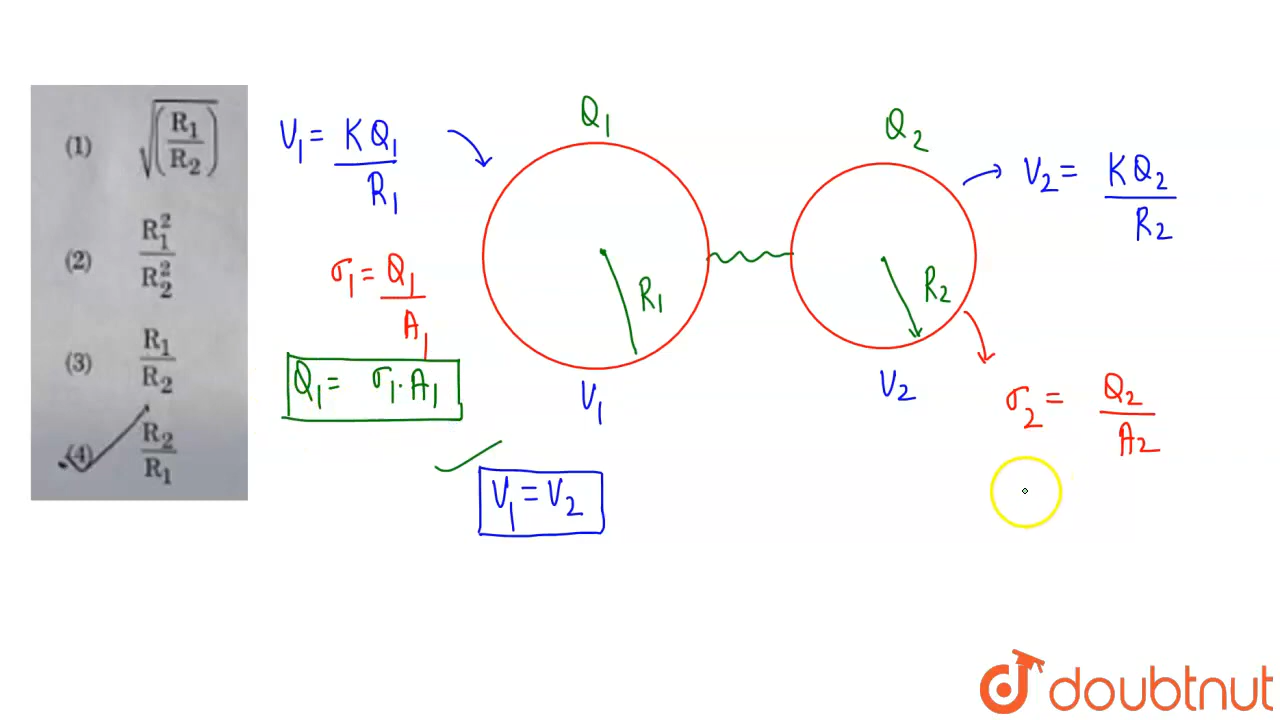 (1) √(R₁/R₂)
(2) R₁²/R₂²
(3) R₁/R₂
(4) R₂/R₁
V₁ = KQ₁/R₁
σ₁ = Q₁/A₁
Q₁ = σ₁·A₁
Q₁
R₁
V₁
V₁ = V₂
Q₂
R₂
V₂
V₂ = KQ₂/R₂
σ₂ = Q₂/A₂
doubtnut